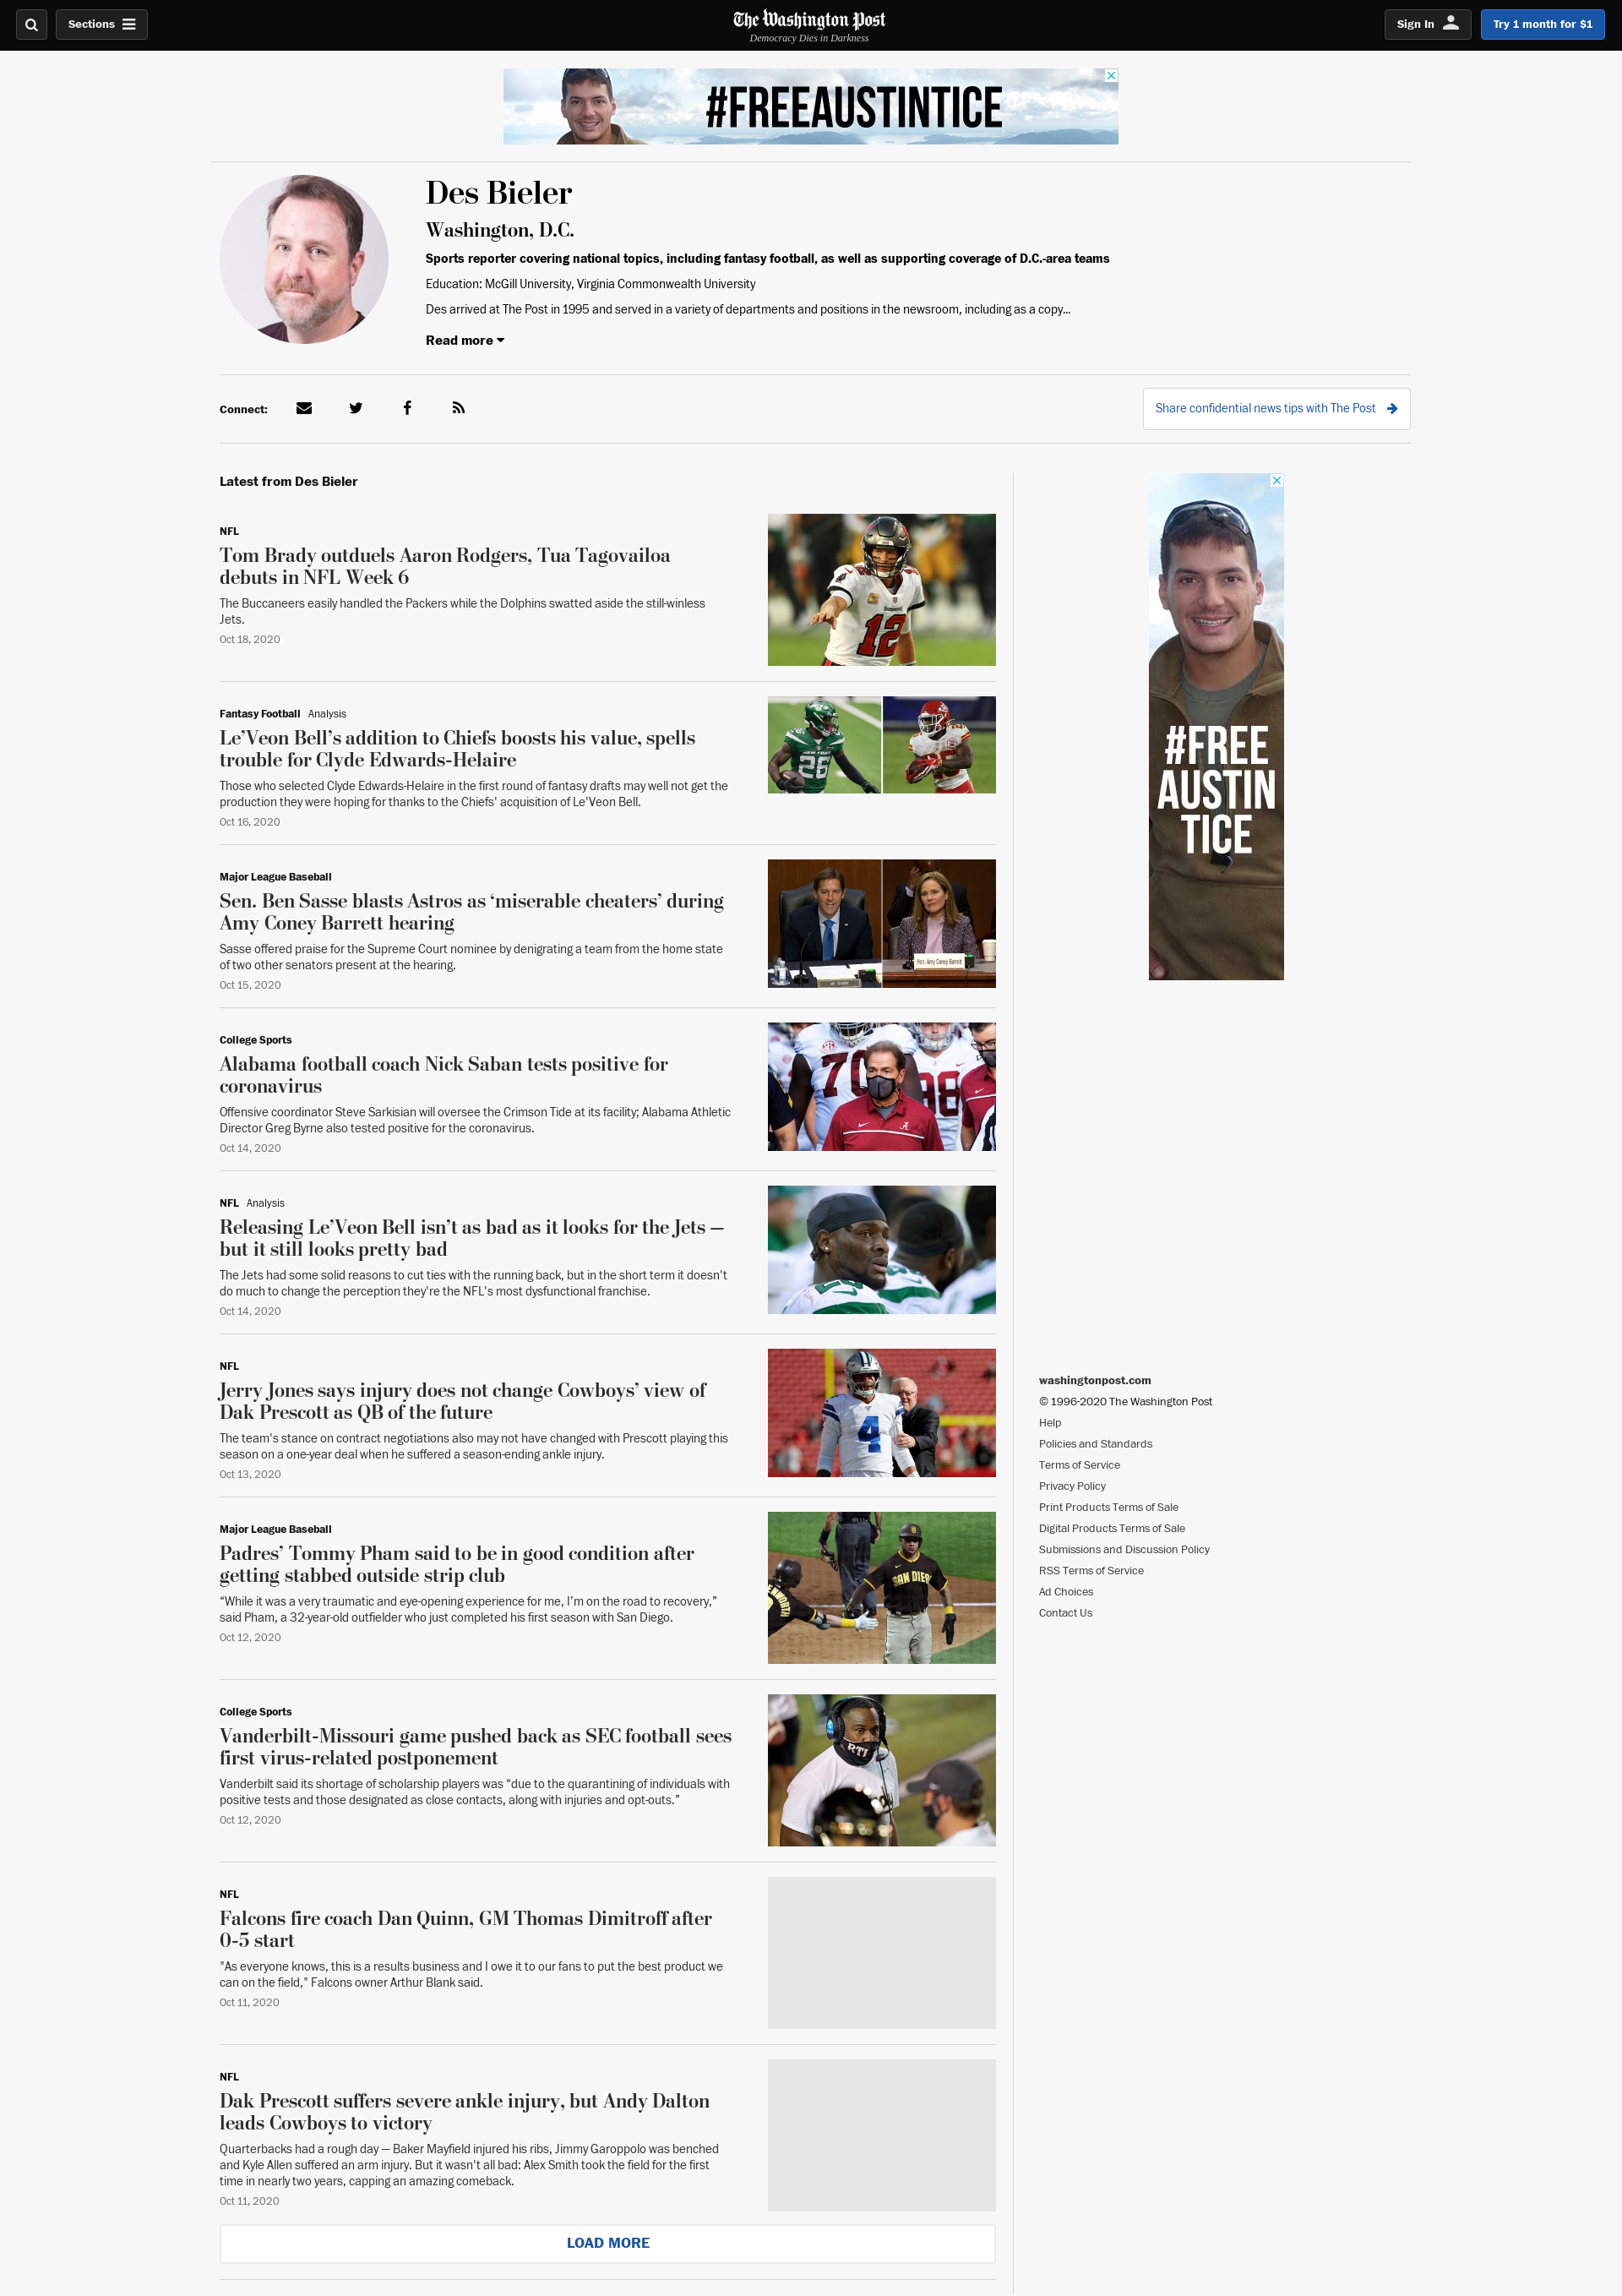 Sections
The Washington Post
Democracy Dies in Darkness
Sign In
Try 1 month for $1
#FREEAUSTINTICE
Des Bieler
Washington, D.C.
Sports reporter covering national topics, including fantasy football, as well as supporting coverage of D.C.-area teams
Education: McGill University, Virginia Commonwealth University
Des arrived at The Post in 1995 and served in a variety of departments and positions in the newsroom, including as a copy...
Read more
Connect:
Share confidential news tips with The Post
Latest from Des Bieler
NFL
Tom Brady outduels Aaron Rodgers, Tua Tagovailoa
debuts in NFL Week 6
The Buccaneers easily handled the Packers while the Dolphins swatted aside the still-winless
Jets.
Oct 18, 2020
12
Fantasy Football Analysis
Le’Veon Bell’s addition to Chiefs boosts his value, spells
trouble for Clyde Edwards-Helaire
Those who selected Clyde Edwards-Helaire in the first round of fantasy drafts may well not get the
production they were hoping for thanks to the Chiefs' acquisition of Le'Veon Bell.
Oct 16, 2020
26
Major League Baseball
Sen. Ben Sasse blasts Astros as ‘miserable cheaters’ during
Amy Coney Barrett hearing
Sasse offered praise for the Supreme Court nominee by denigrating a team from the home state
of two other senators present at the hearing.
Oct 15, 2020
Hon. Amy Coney Barrett
College Sports
Alabama football coach Nick Saban tests positive for
coronavirus
Offensive coordinator Steve Sarkisian will oversee the Crimson Tide at its facility; Alabama Athletic
Director Greg Byrne also tested positive for the coronavirus.
Oct 14, 2020
98
NFL Analysis
Releasing Le’Veon Bell isn’t as bad as it looks for the Jets —
but it still looks pretty bad
The Jets had some solid reasons to cut ties with the running back, but in the short term it doesn't
do much to change the perception they're the NFL's most dysfunctional franchise.
Oct 14, 2020
NFL
Jerry Jones says injury does not change Cowboys’ view of
Dak Prescott as QB of the future
The team's stance on contract negotiations also may not have changed with Prescott playing this
season on a one-year deal when he suffered a season-ending ankle injury.
Oct 13, 2020
4
Major League Baseball
Padres’ Tommy Pham said to be in good condition after
getting stabbed outside strip club
“While it was a very traumatic and eye-opening experience for me, I’m on the road to recovery,”
said Pham, a 32-year-old outfielder who just completed his first season with San Diego.
Oct 12, 2020
SAN DIEGO
College Sports
Vanderbilt-Missouri game pushed back as SEC football sees
first virus-related postponement
Vanderbilt said its shortage of scholarship players was “due to the quarantining of individuals with
positive tests and those designated as close contacts, along with injuries and opt-outs.”
Oct 12, 2020
RTI
NFL
Falcons fire coach Dan Quinn, GM Thomas Dimitroff after
0-5 start
"As everyone knows, this is a results business and I owe it to our fans to put the best product we
can on the field," Falcons owner Arthur Blank said.
Oct 11, 2020
NFL
Dak Prescott suffers severe ankle injury, but Andy Dalton
leads Cowboys to victory
Quarterbacks had a rough day — Baker Mayfield injured his ribs, Jimmy Garoppolo was benched
and Kyle Allen suffered an arm injury. But it wasn't all bad: Alex Smith took the field for the first
time in nearly two years, capping an amazing comeback.
Oct 11, 2020
LOAD MORE
#FREE
AUSTIN
TICE
washingtonpost.com
© 1996-2020 The Washington Post
Help
Policies and Standards
Terms of Service
Privacy Policy
Print Products Terms of Sale
Digital Products Terms of Sale
Submissions and Discussion Policy
RSS Terms of Service
Ad Choices
Contact Us